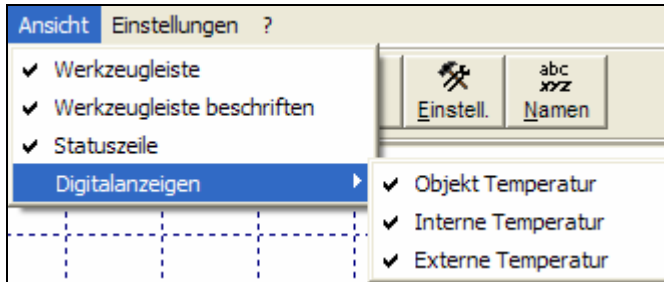 Ansicht Einstellungen ?
Werkzeugleiste
Werkzeugleiste beschriften
Statuszeile
Digitalanzeigen
Einstell.
abc
xyz
Namen
Objekt Temperatur
Interne Temperatur
Externe Temperatur